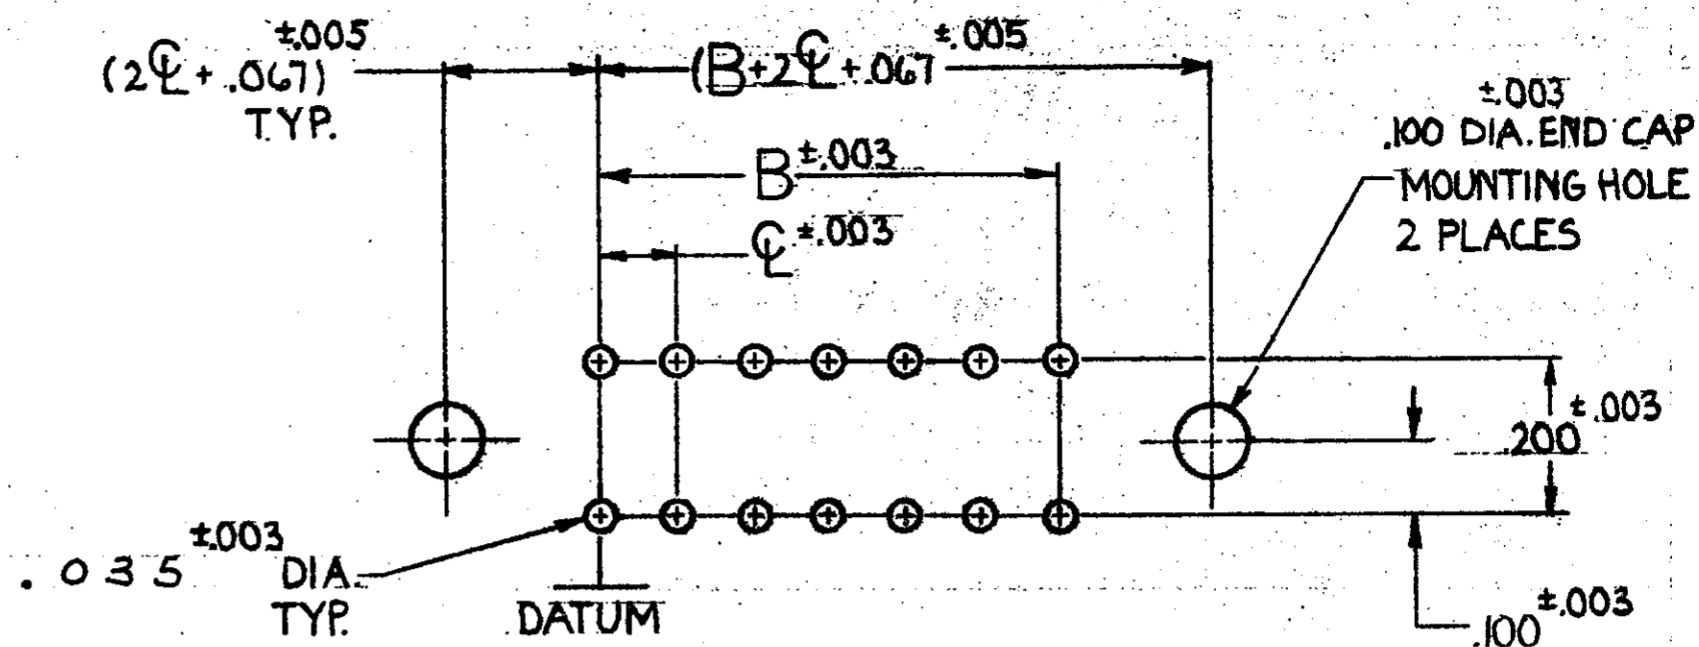 (2℄ + .067) ±.005
TYP.
(B+2℄+.067 ±.005
±.003
.100 DIA. END CAP
MOUNTING HOLE
2 PLACES
B ±.003
℄ ±.003
.200 ±.003
.035 ±.003 DIA.
TYP.
DATUM
.100 ±.003